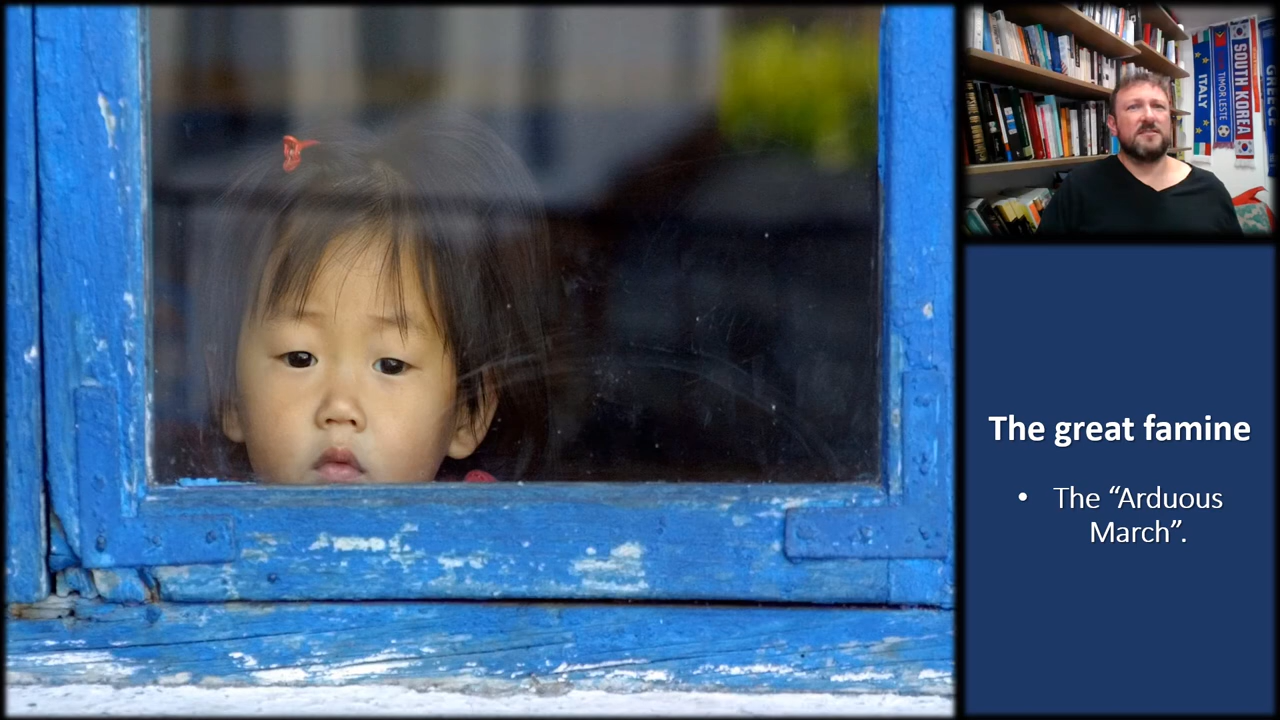 ITALY
TIMOR LESTE
SOUTH KOREA
GREECE
The great famine
• The “Arduous
March”.